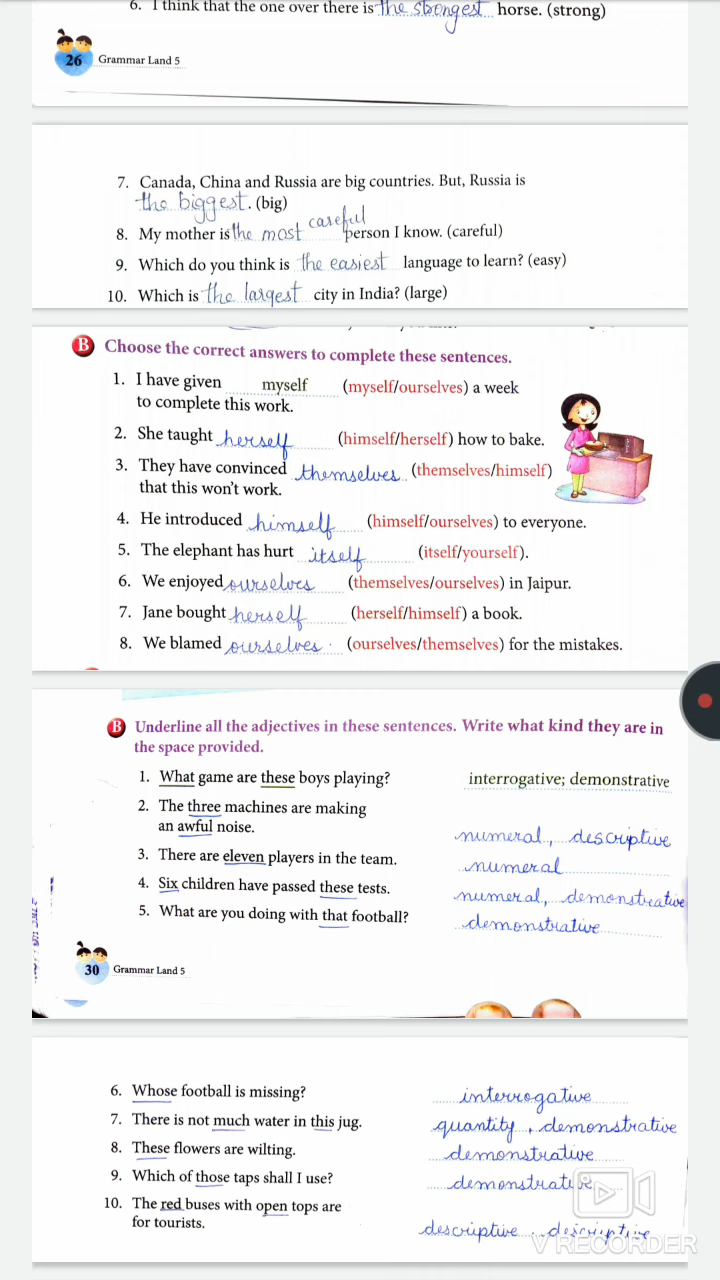 6. I think that the one over there is the strongest horse. (strong)
26 Grammar Land 5
7. Canada, China and Russia are big countries. But, Russia is
the biggest. (big)
8. My mother is the most careful person I know. (careful)
9. Which do you think is the easiest language to learn? (easy)
10. Which is the largest city in India? (large)
B Choose the correct answers to complete these sentences.
1. I have given myself (myself/ourselves) a week
to complete this work.
2. She taught herself (himself/herself) how to bake.
3. They have convinced themselves (themselves/himself)
that this won't work.
4. He introduced himself (himself/ourselves) to everyone.
5. The elephant has hurt itself (itself/yourself).
6. We enjoyed ourselves (themselves/ourselves) in Jaipur.
7. Jane bought herself (herself/himself) a book.
8. We blamed ourselves. (ourselves/themselves) for the mistakes.
B Underline all the adjectives in these sentences. Write what kind they are in
the space provided.
1. What game are these boys playing? interrogative; demonstrative
2. The three machines are making
an awful noise. numeral, descriptive
3. There are eleven players in the team. numeral
4. Six children have passed these tests. numeral, demonstrative
5. What are you doing with that football? demonstrative
30 Grammar Land 5
6. Whose football is missing? interrogative
7. There is not much water in this jug. quantity, demonstrative
8. These flowers are wilting. demonstrative
9. Which of those taps shall I use? demonstrative
10. The red buses with open tops are
for tourists. descriptive, descriptive
V RECORDER